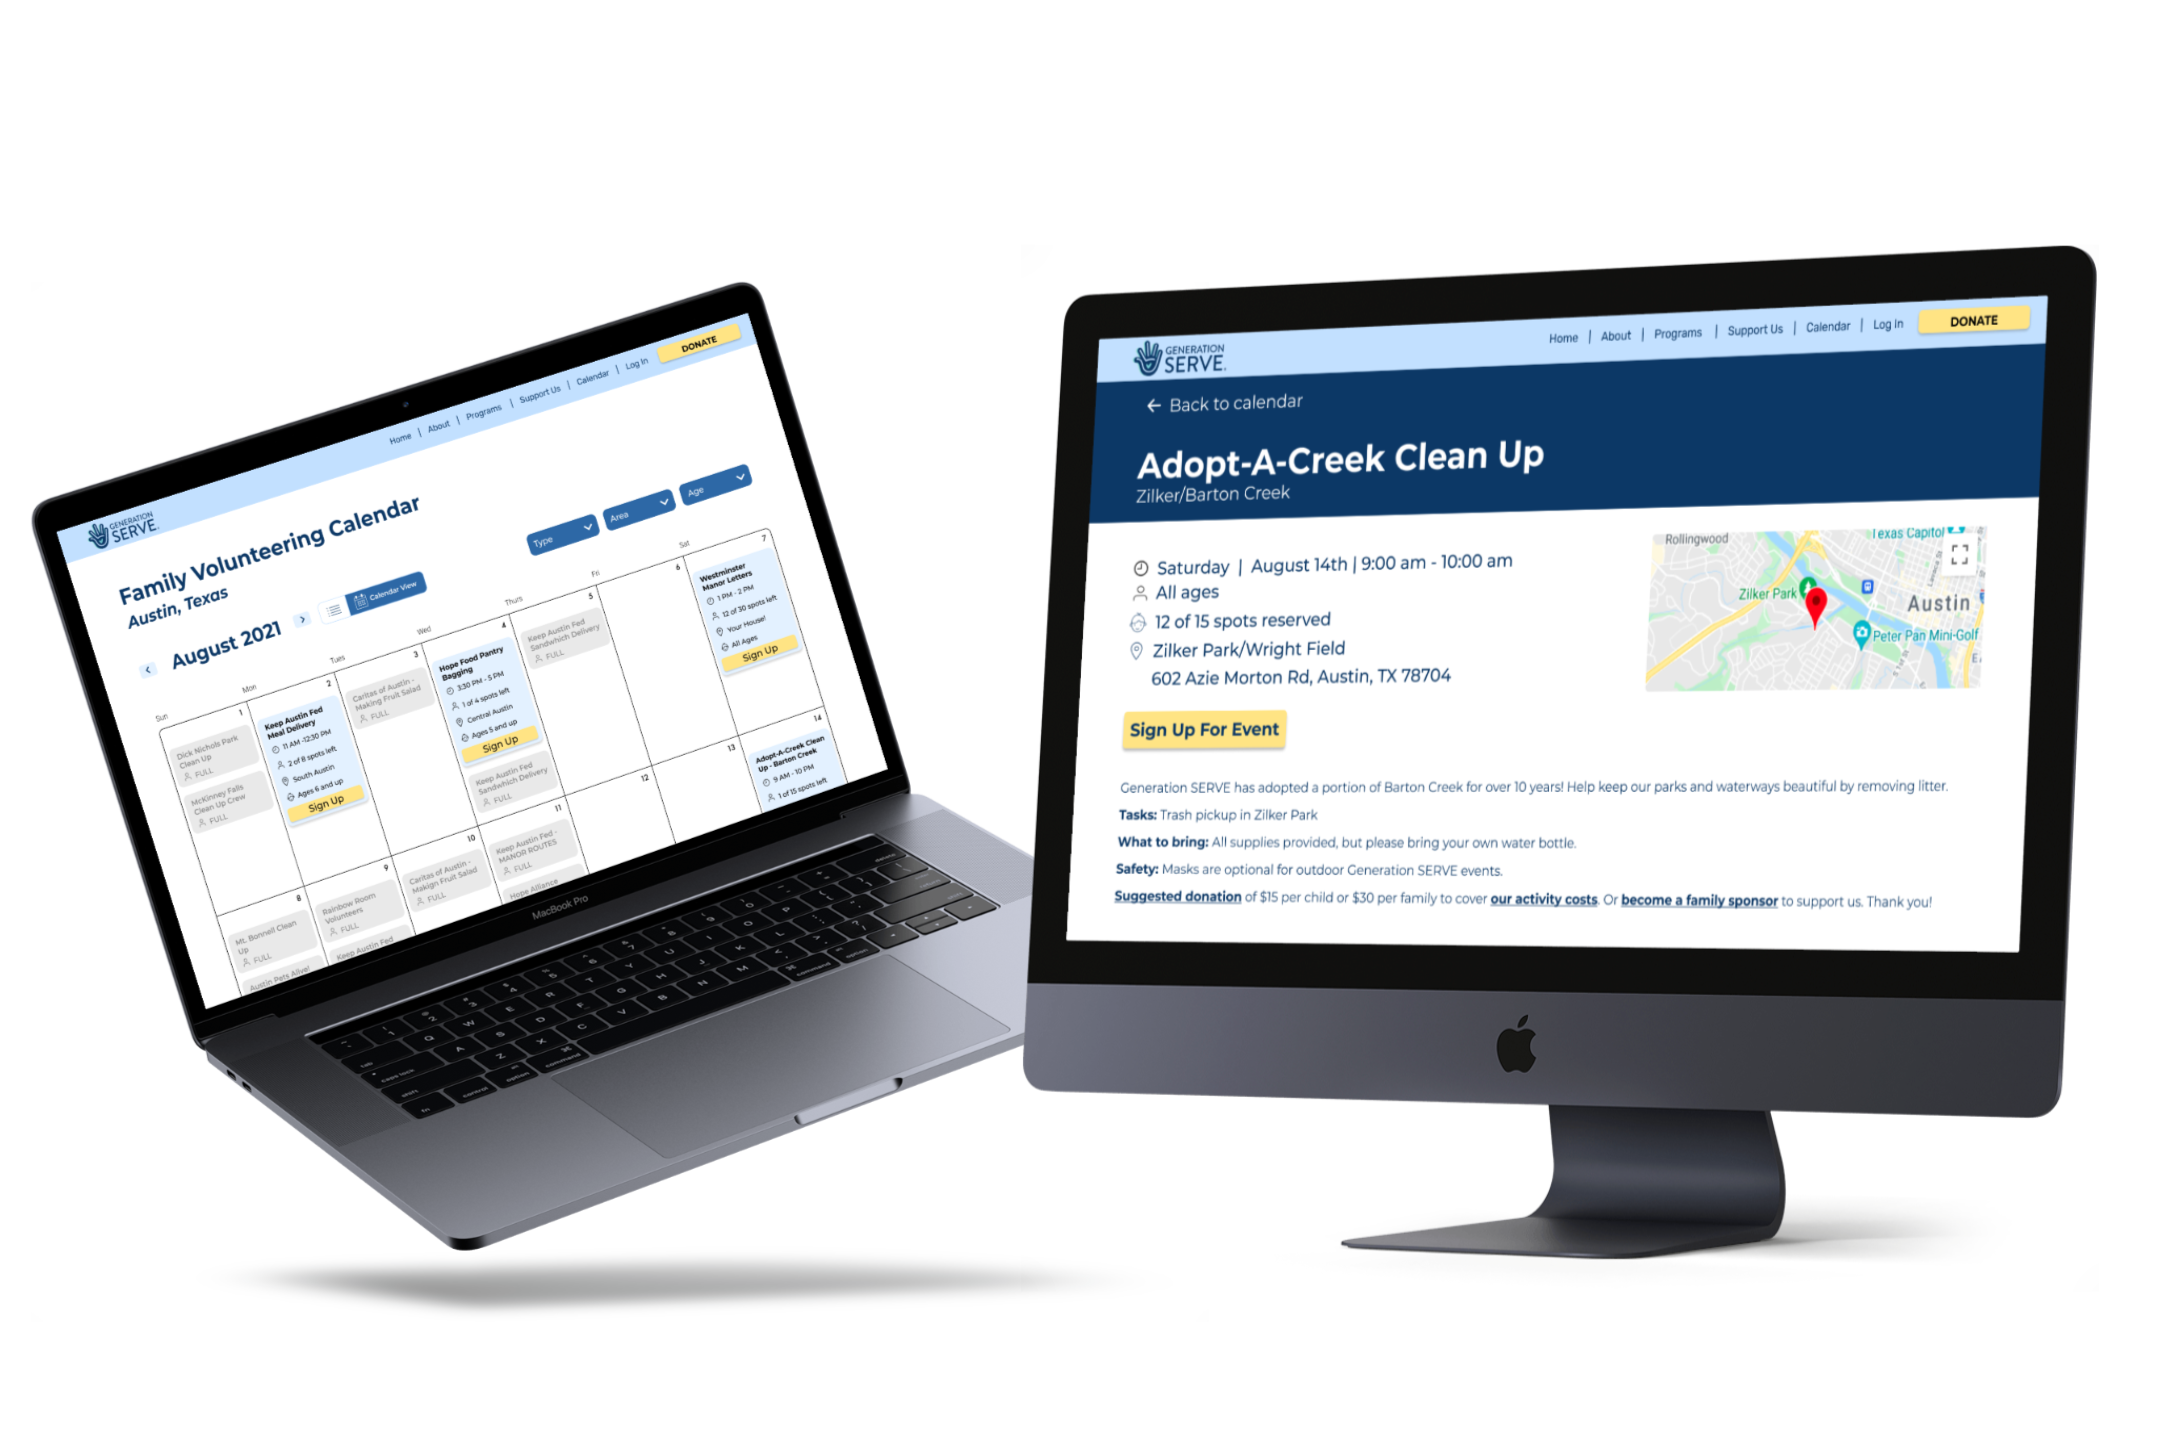 GENERATION
SERVE.
Home | About | Programs | Support Us | Calendar | Log In
DONATE
Family Volunteering Calendar
Austin, Texas
August 2021
Calendar View
Type
Area
Age
Sun
Mon
Tues
Wed
Thurs
Fri
Sat
1
Dick Nichols Park
Clean Up
FULL
McKinney Falls
Clean Up Crew
FULL
2
Keep Austin Fed
Meal Delivery
11 AM -12:30 PM
2 of 8 spots left
South Austin
Ages 6 and up
Sign Up
3
Caritas of Austin -
Making Fruit Salad
FULL
4
Hope Food Pantry
Bagging
3:30 PM - 5 PM
1 of 4 spots left
Central Austin
Ages 5 and up
Sign Up
Keep Austin Fed
Sandwhich Delivery
FULL
5
Keep Austin Fed
Sandwhich Delivery
FULL
6
7
Westminster
Manor Letters
1 PM - 2 PM
12 of 30 spots left
Your House!
All Ages
Sign Up
8
Mt. Bonnell Clean
Up
FULL
Austin Pets Alive!
9
Rainbow Room
Volunteers
FULL
Keep Austin Fed
10
Caritas of Austin -
Makign Fruit Salad
FULL
11
Keep Austin Fed -
MANOR ROUTES
FULL
Hope Alliance
12
13
14
Adopt-A-Creek Clean
Up - Barton Creek
9 AM - 10 PM
1 of 15 spots left
MacBook Pro
GENERATION
SERVE.
Home | About | Programs | Support Us | Calendar | Log In
DONATE
← Back to calendar
Adopt-A-Creek Clean Up
Zilker/Barton Creek
Saturday | August 14th | 9:00 am - 10:00 am
All ages
12 of 15 spots reserved
Zilker Park/Wright Field
602 Azie Morton Rd, Austin, TX 78704
Rollingwood
Texas Capitol
Zilker Park
Austin
Peter Pan Mini-Golf
Sign Up For Event
Generation SERVE has adopted a portion of Barton Creek for over 10 years! Help keep our parks and waterways beautiful by removing litter.
Tasks: Trash pickup in Zilker Park
What to bring: All supplies provided, but please bring your own water bottle.
Safety: Masks are optional for outdoor Generation SERVE events.
Suggested donation of $15 per child or $30 per family to cover our activity costs. Or become a family sponsor to support us. Thank you!